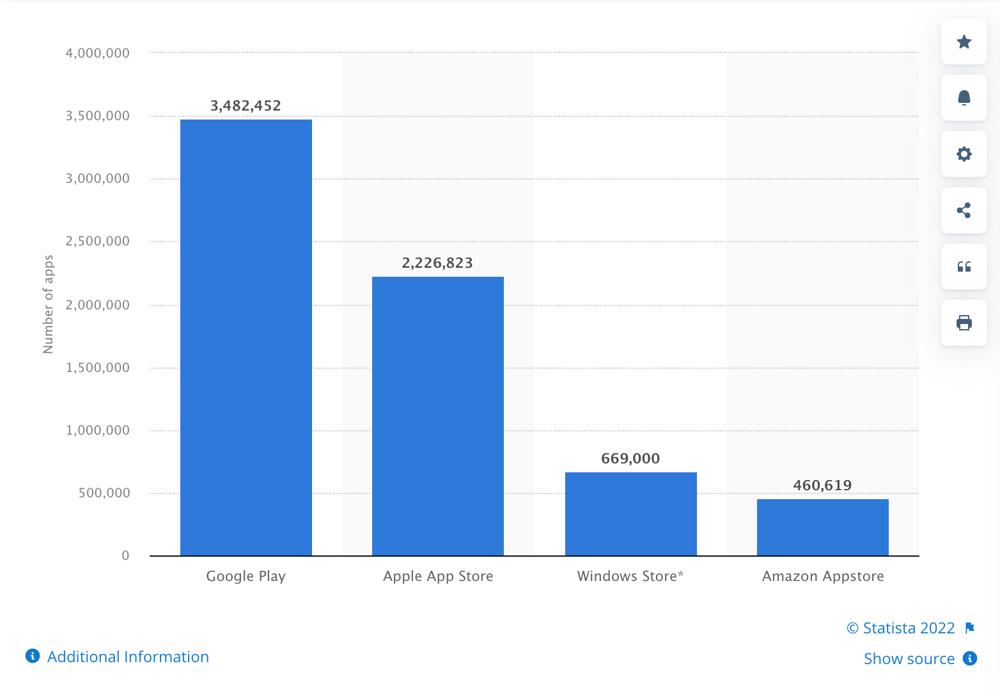 4,000,000
3,500,000
3,000,000
2,500,000
2,000,000
1,500,000
1,000,000
500,000
0
Number of apps
3,482,452
2,226,823
669,000
460,619
Google Play
Apple App Store
Windows Store*
Amazon Appstore
© Statista 2022
Additional Information
Show source